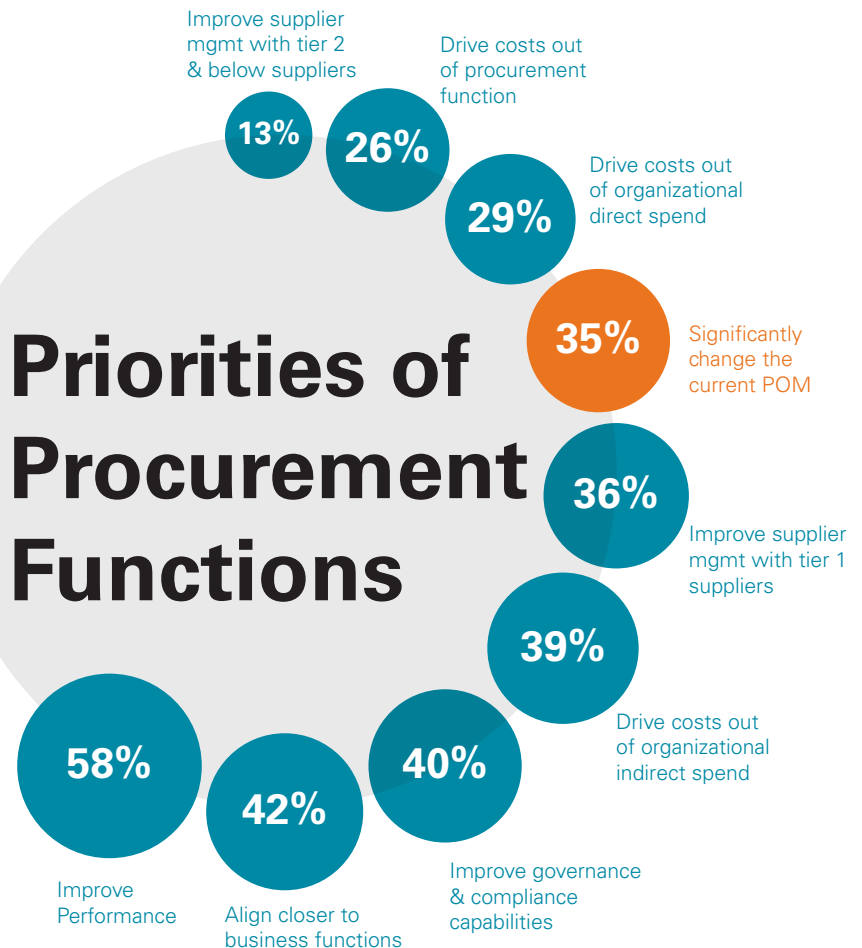 Improve supplier
mgmt with tier 2
& below suppliers
13%
Drive costs out
of procurement
function
26%
Drive costs out
of organizational
direct spend
29%
Significantly
change the
current POM
35%
Priorities of
Procurement
Functions
36%
Improve supplier
mgmt with tier 1
suppliers
39%
Drive costs out
of organizational
indirect spend
40%
Improve governance
& compliance
capabilities
42%
Align closer to
business functions
58%
Improve
Performance